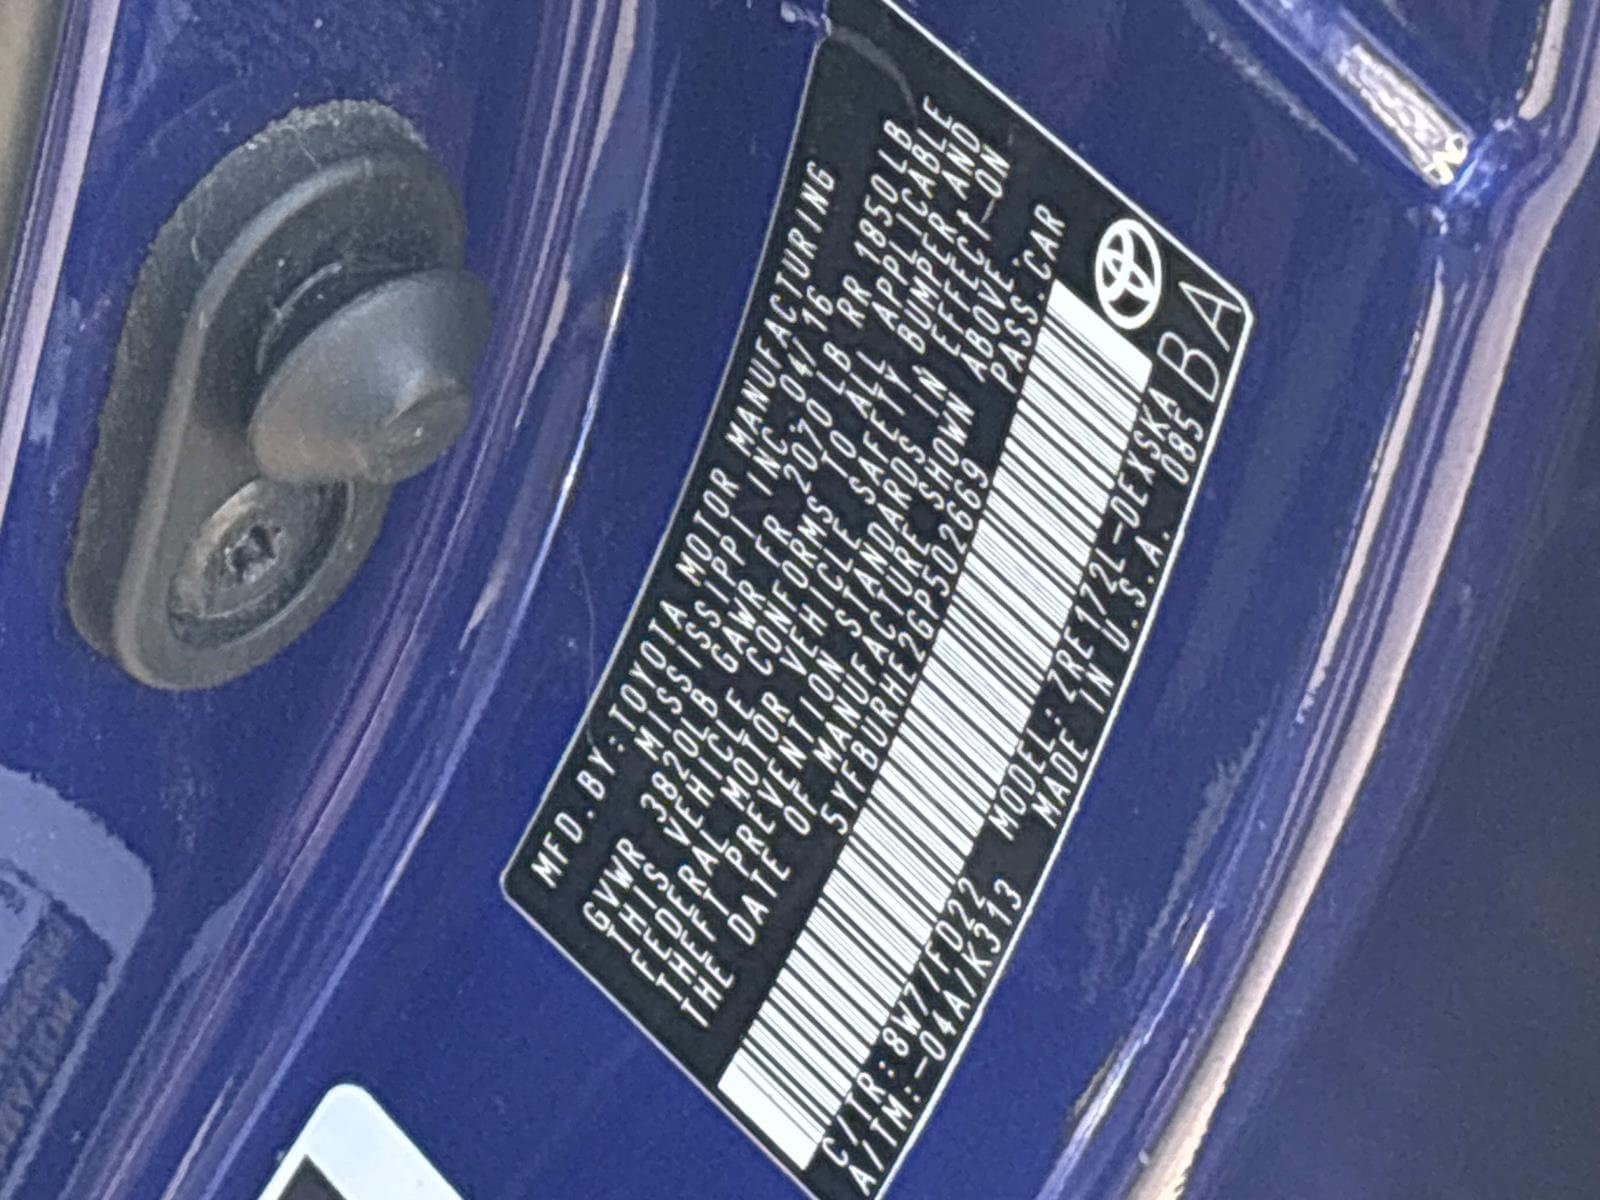 MFD.BY:TOYOTA MOTOR MANUFACTURING
MISSISSIPPI INC. 04/16
GVWR 3820LB GAWR FR 2070LB RR 1850LB
THIS VEHICLE CONFORMS TO ALL APPLICABLE
FEDERAL MOTOR VEHICLE SAFETY BUMPER AND
THEFT PREVENTION STANDARDS IN EFFECT ON
THE DATE OF MANUFACTURE SHOWN ABOVE.
5YFBURHE2GP502669 PASS.CAR
C/TR:8W7/FD22 MODEL:ZRE172L-DEXSKA
A/TM:-04A/K313 MADE IN U.S.A. 085
BA